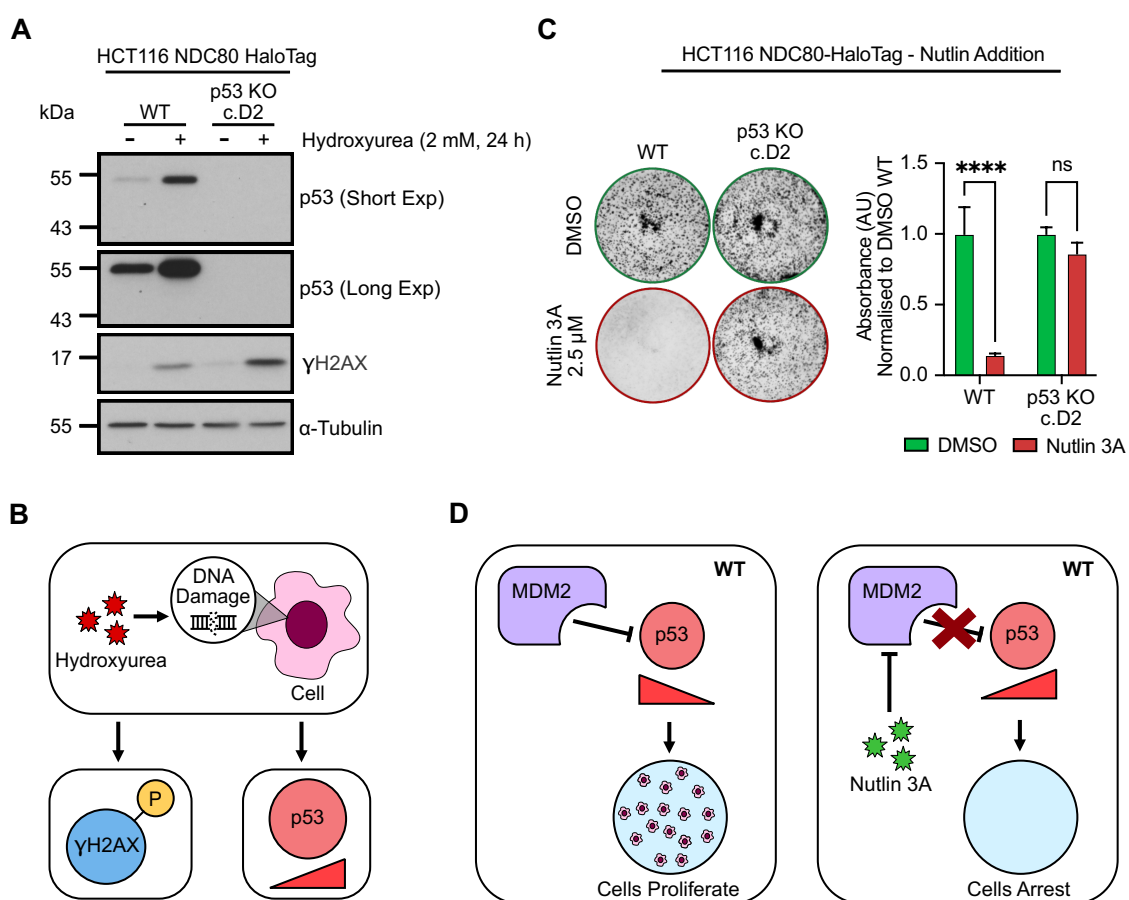 A
HCT116 NDC80 HaloTag
kDa
WT
p53 KO
c.D2
- + - + Hydroxyurea (2 mM, 24 h)
55
43
p53 (Short Exp)
55
43
p53 (Long Exp)
17
γH2AX
55
α-Tubulin
B
Hydroxyurea
DNA
Damage
Cell
γH2AX
P
p53
C
HCT116 NDC80-HaloTag - Nutlin Addition
WT
p53 KO
c.D2
DMSO
Nutlin 3A
2.5 µM
Absorbance (AU)
Normalised to DMSO WT
1.5
1.0
0.5
0.0
****
ns
WT
p53 KO
c.D2
DMSO
Nutlin 3A
D
WT
MDM2
p53
Cells Proliferate
WT
MDM2
p53
Nutlin 3A
Cells Arrest